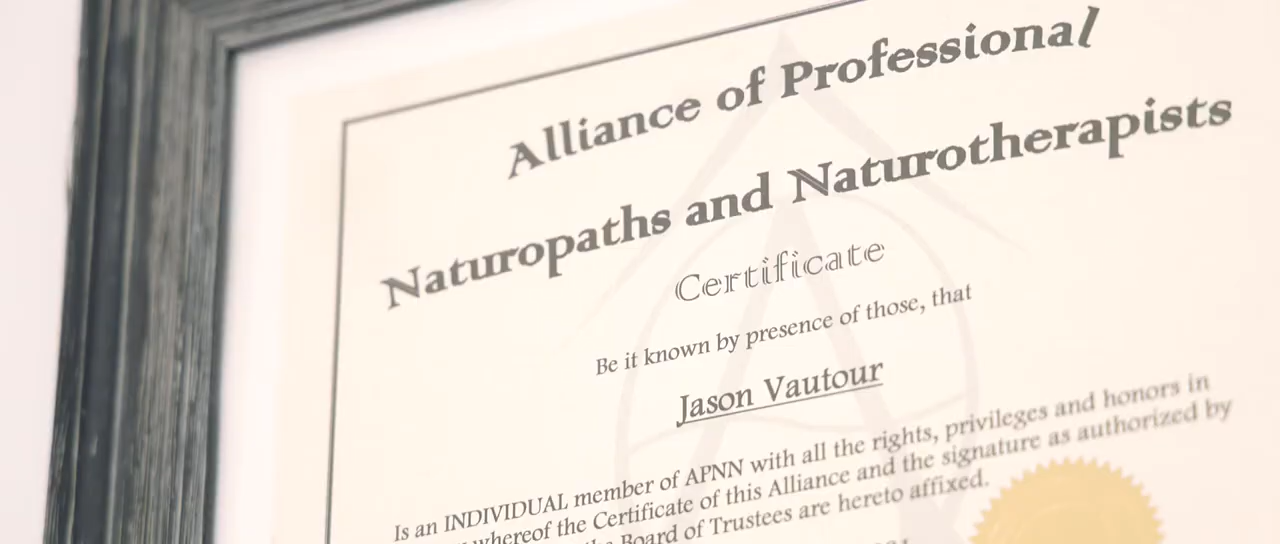 Alliance of Professional
Naturopaths and Naturotherapists
Certificate
Be it known by presence of those, that
Jason Vautour
Is an INDIVIDUAL member of APNN with all the rights, privileges and honors in
whereof the Certificate of this Alliance and the signature as authorized by
the Board of Trustees are hereto affixed.